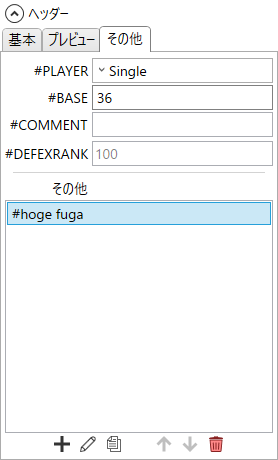 ヘッダー
基本 プレビュー その他
#PLAYER Single
#BASE 36
#COMMENT
#DEFEXRANK 100
その他
#hoge fuga